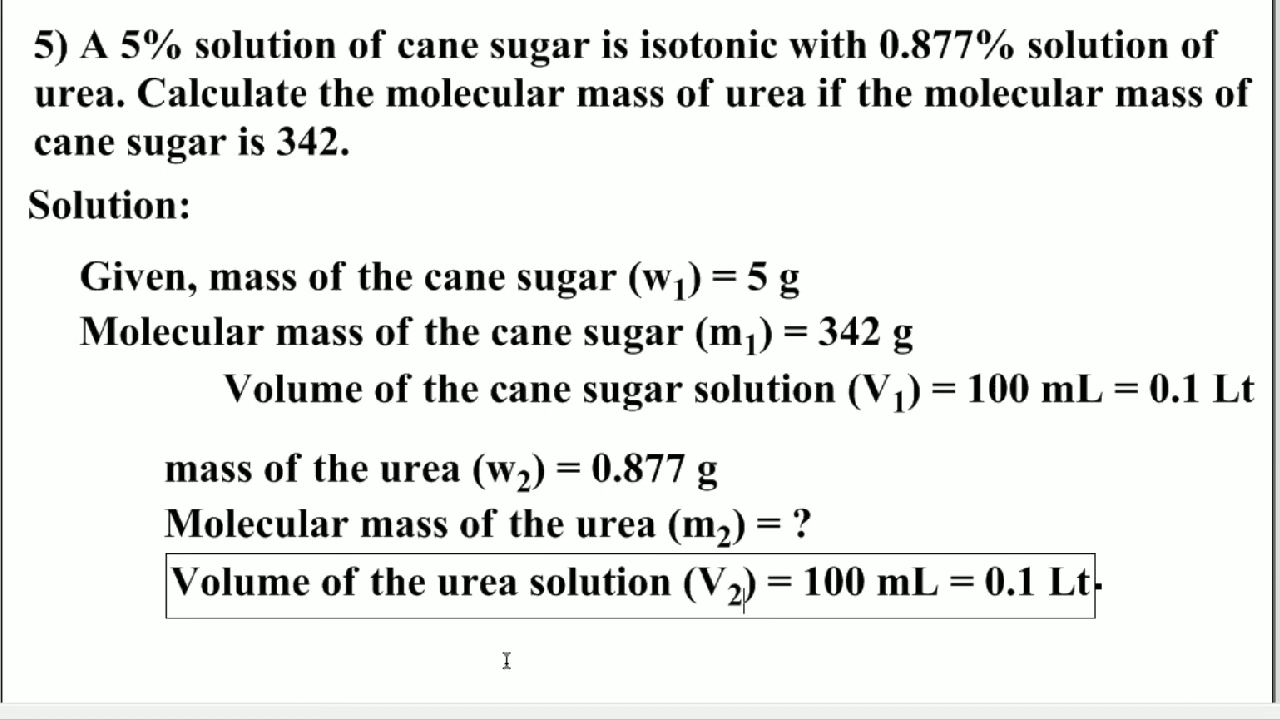 5) A 5% solution of cane sugar is isotonic with 0.877% solution of
urea. Calculate the molecular mass of urea if the molecular mass of
cane sugar is 342.
Solution:
Given, mass of the cane sugar (w₁) = 5 g
Molecular mass of the cane sugar (m₁) = 342 g
Volume of the cane sugar solution (V₁) = 100 mL = 0.1 Lt
mass of the urea (w₂) = 0.877 g
Molecular mass of the urea (m₂) = ?
Volume of the urea solution (V₂) = 100 mL = 0.1 Lt.